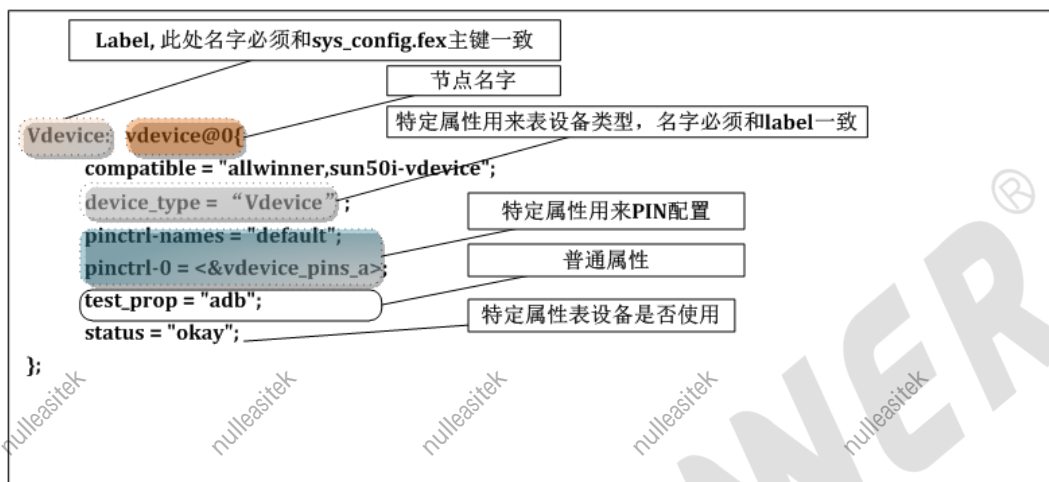 Label, 此处名字必须和sys_config.fex主键一致
节点名字
特定属性用来表设备类型，名字必须和label一致
Vdevice: vdevice@0{
compatible = "allwinner,sun50i-vdevice";
device_type = “Vdevice”;
特定属性用来PIN配置
pinctrl-names = "default";
pinctrl-0 = <&vdevice_pins_a>;
普通属性
test_prop = "adb";
特定属性表设备是否使用
status = "okay";
};
nulleasitek nulleasitek nulleasitek nulleasitek nulleasitek
NER®